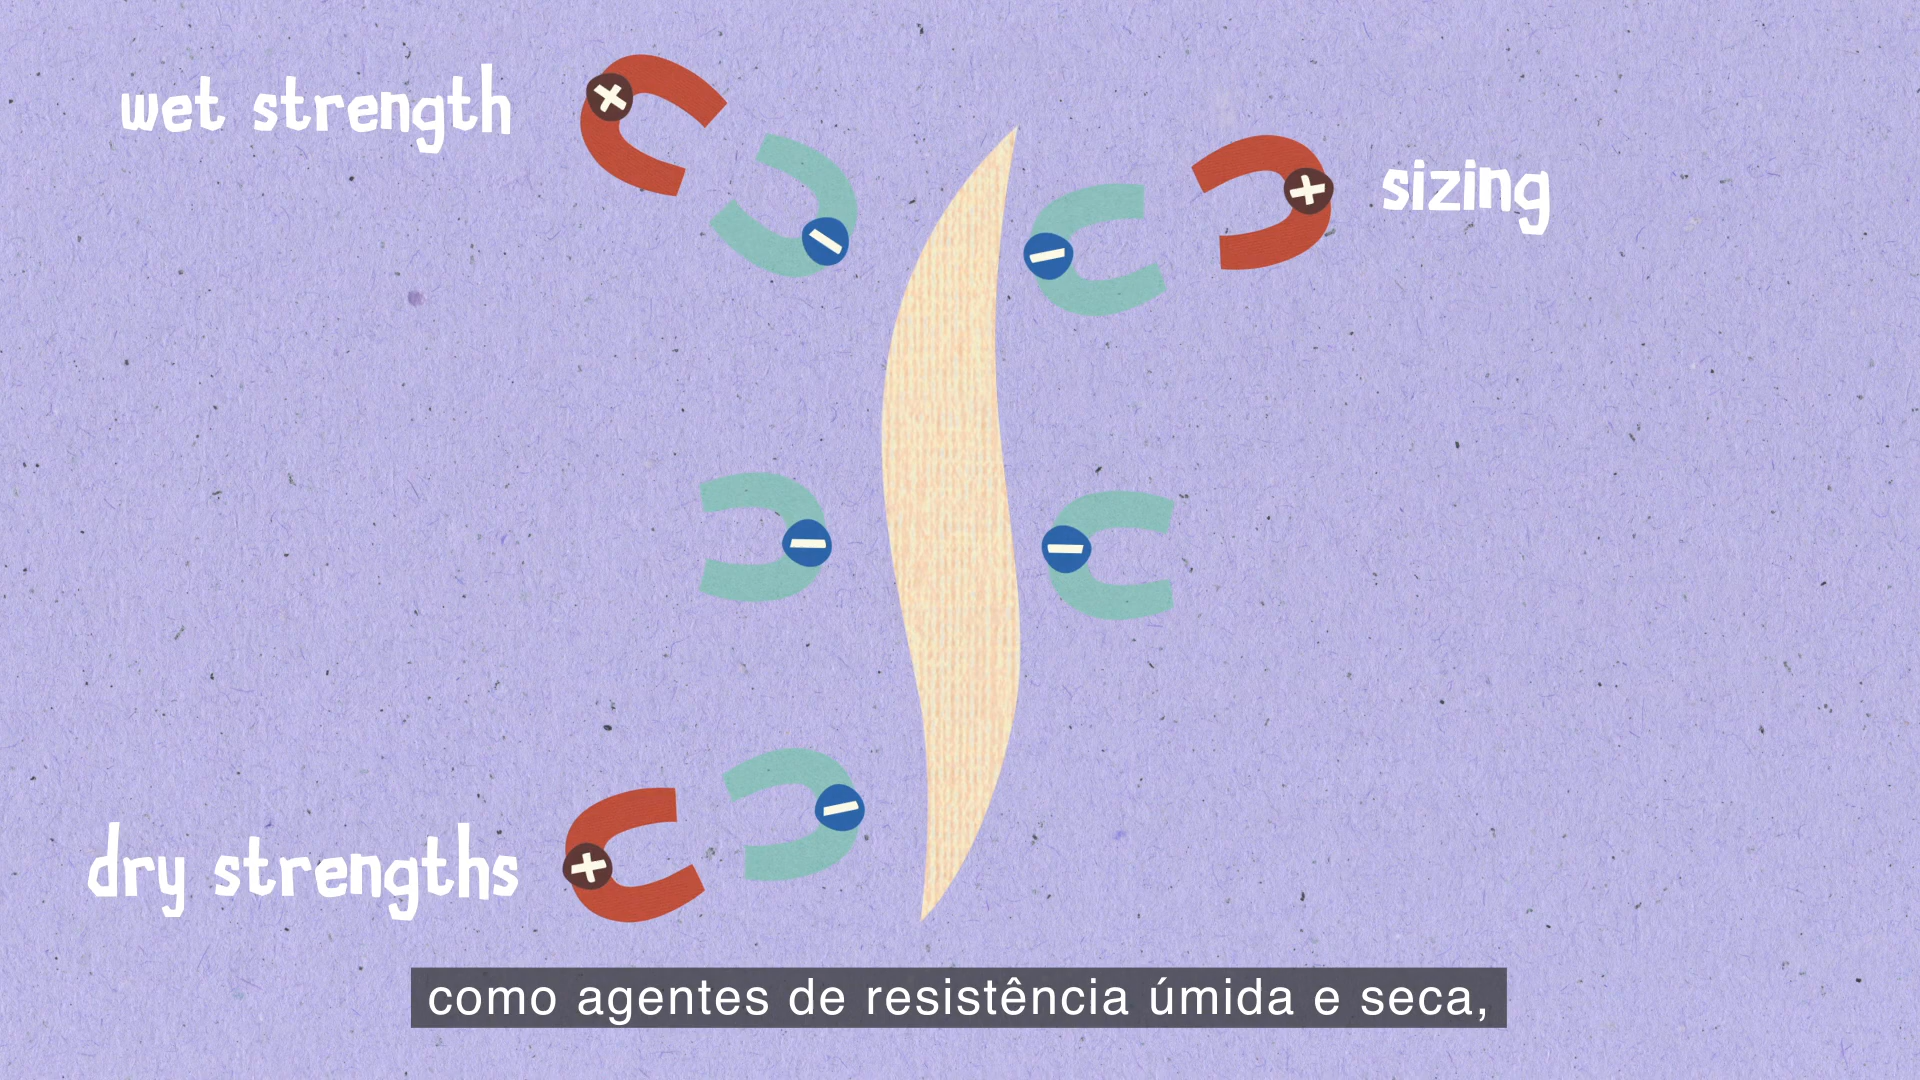 wet strength
sizing
dry strengths
como agentes de resistência úmida e seca,